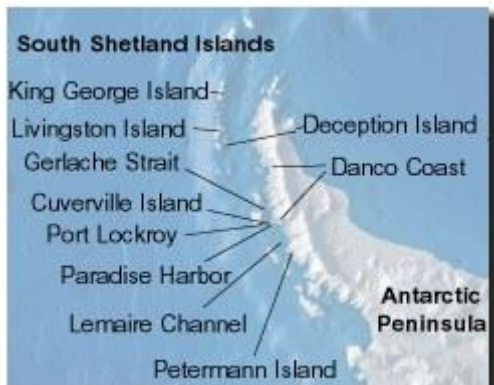 South Shetland Islands
King George Island
Livingston Island
Deception Island
Gerlache Strait
Danco Coast
Cuverville Island
Port Lockroy
Paradise Harbor
Antarctic
Peninsula
Lemaire Channel
Petermann Island